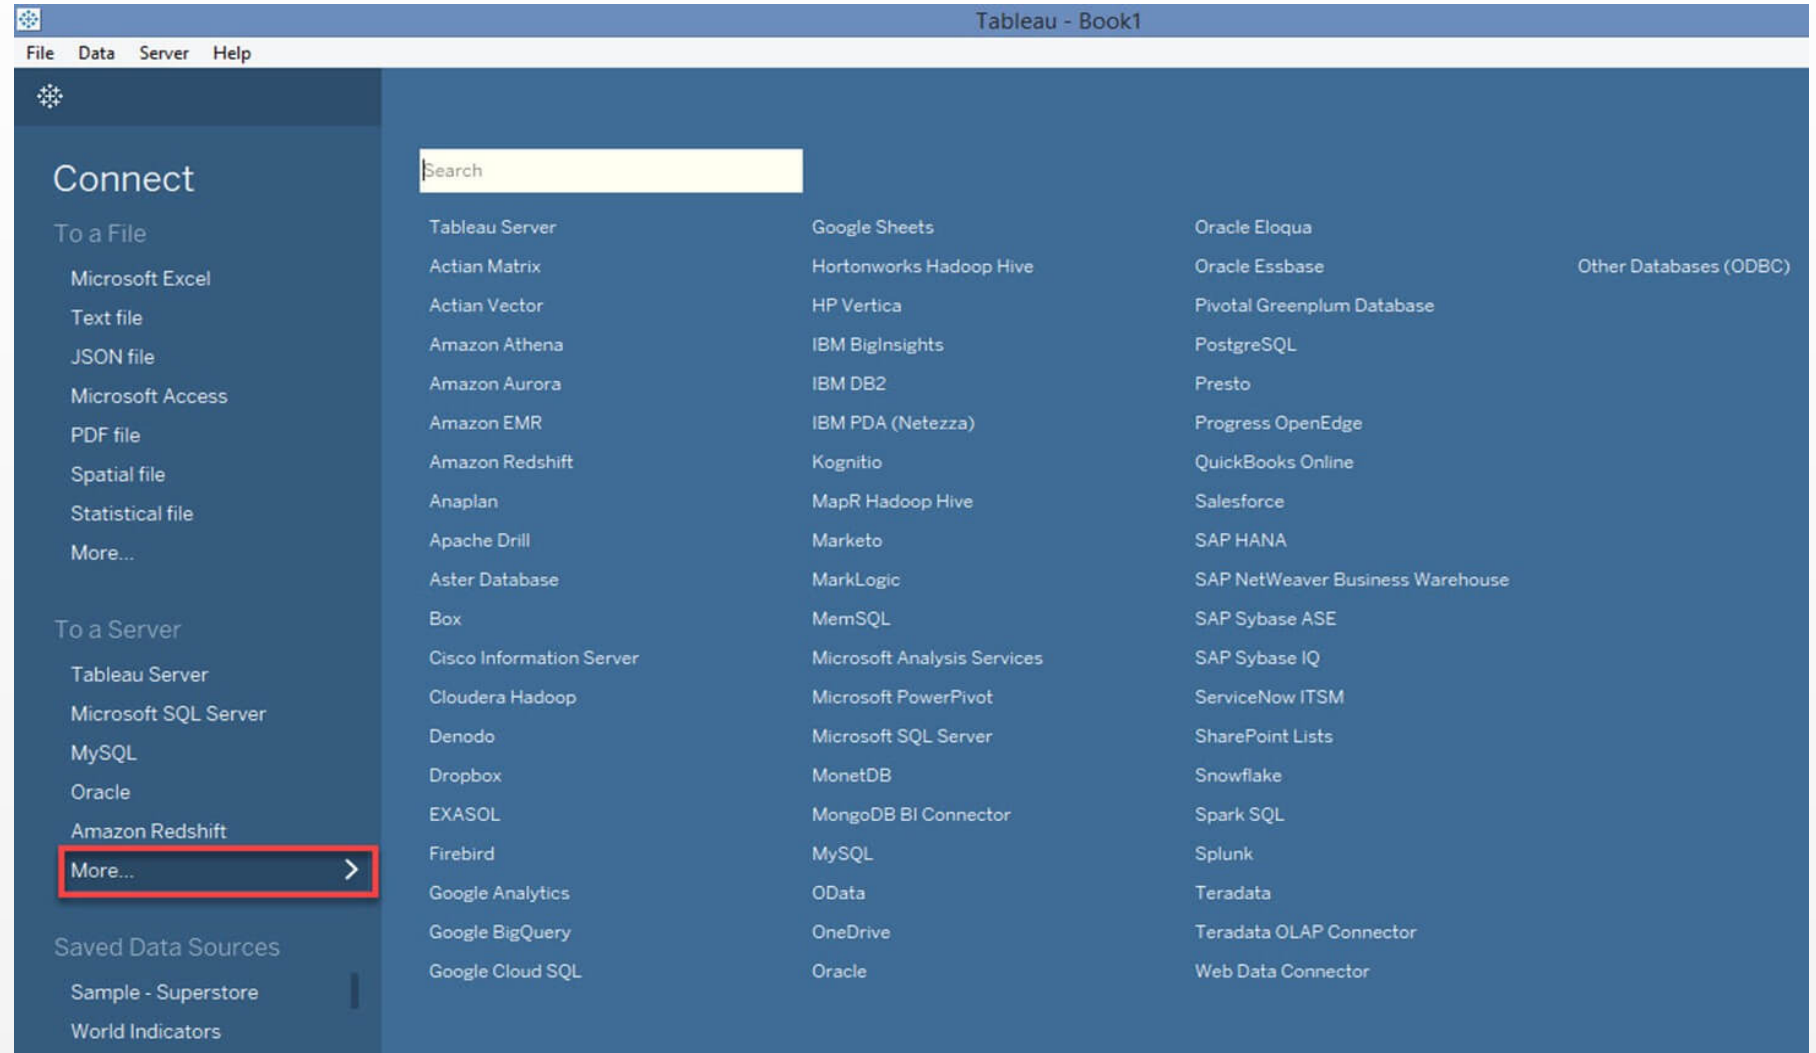 Tableau - Book1
File Data Server Help
Connect
To a File
Microsoft Excel
Text file
JSON file
Microsoft Access
PDF file
Spatial file
Statistical file
More...
To a Server
Tableau Server
Microsoft SQL Server
MySQL
Oracle
Amazon Redshift
More...
Saved Data Sources
Sample - Superstore
World Indicators
Search
Tableau Server
Actian Matrix
Actian Vector
Amazon Athena
Amazon Aurora
Amazon EMR
Amazon Redshift
Anaplan
Apache Drill
Aster Database
Box
Cisco Information Server
Cloudera Hadoop
Denodo
Dropbox
EXASOL
Firebird
Google Analytics
Google BigQuery
Google Cloud SQL
Google Sheets
Hortonworks Hadoop Hive
HP Vertica
IBM BigInsights
IBM DB2
IBM PDA (Netezza)
Kognitio
MapR Hadoop Hive
Marketo
MarkLogic
MemSQL
Microsoft Analysis Services
Microsoft PowerPivot
Microsoft SQL Server
MonetDB
MongoDB BI Connector
MySQL
OData
OneDrive
Oracle
Oracle Eloqua
Oracle Essbase
Pivotal Greenplum Database
PostgreSQL
Presto
Progress OpenEdge
QuickBooks Online
Salesforce
SAP HANA
SAP NetWeaver Business Warehouse
SAP Sybase ASE
SAP Sybase IQ
ServiceNow ITSM
SharePoint Lists
Snowflake
Spark SQL
Splunk
Teradata
Teradata OLAP Connector
Web Data Connector
Other Databases (ODBC)